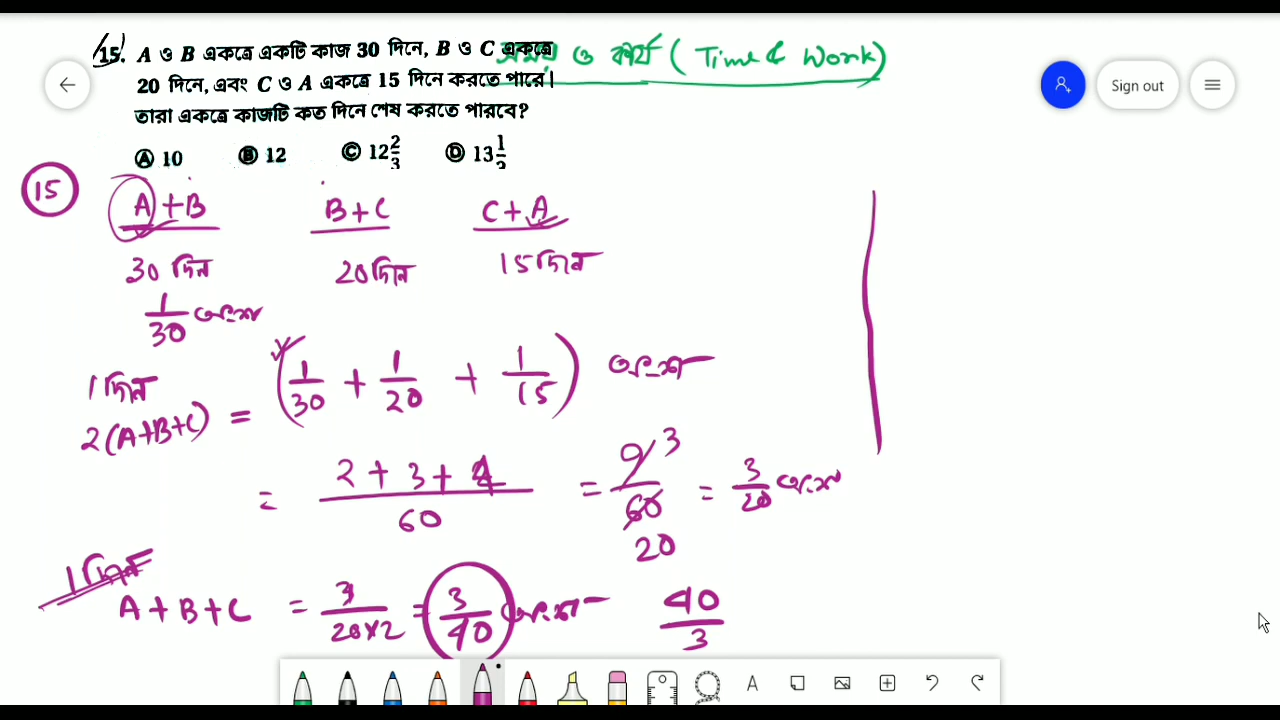 15. A ও B একত্রে একটি কাজ 30 দিনে, B ও C একত্রে
20 দিনে, এবং C ও A একত্রে 15 দিনে করতে পারে।
তারা একত্রে কাজটি কত দিনে শেষ করতে পারবে?
Ⓐ 10 Ⓑ 12 Ⓒ 12 2/3 Ⓓ 13 1/
সময় ও কার্য (Time & Work)
Sign out
15 A+B B+C C+A
30 দিন 20 দিন 15 দিন
1/30 অংশ
1 দিন
2(A+B+C) = (1/30 + 1/20 + 1/15) অংশ
= 2+3+4/60 = 9/60 3 20 = 3/20 অংশ
1 দিন
A+B+C = 3/20×2 = 3/40 অংশ 40/3
A